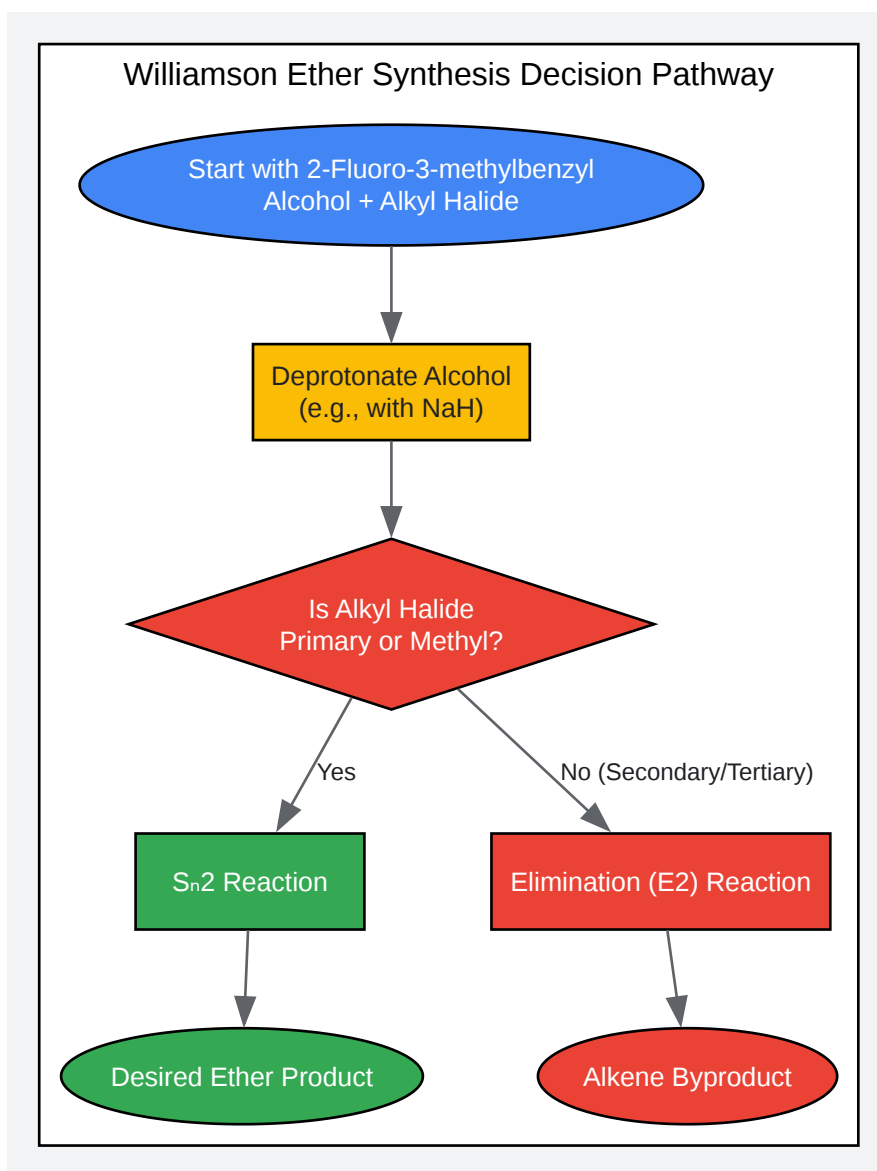 Williamson Ether Synthesis Decision Pathway
Start with 2-Fluoro-3-methylbenzyl
Alcohol + Alkyl Halide
Deprotonate Alcohol
(e.g., with NaH)
Is Alkyl Halide
Primary or Methyl?
Yes
No (Secondary/Tertiary)
Sₙ2 Reaction
Elimination (E2) Reaction
Desired Ether Product
Alkene Byproduct